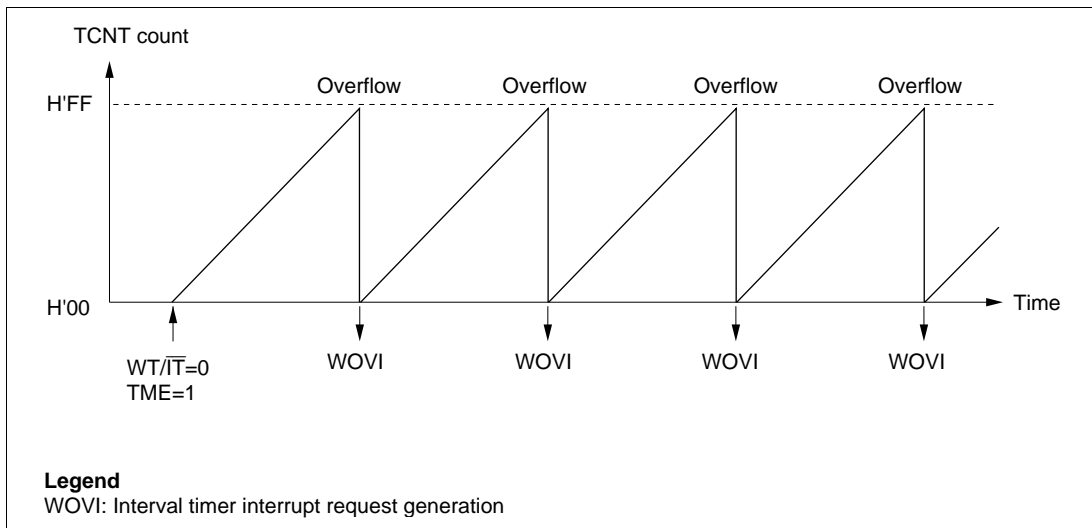 TCNT count
Overflow Overflow Overflow Overflow
H'FF
H'00
Time
WT/I̅T̅=0
TME=1
WOVI WOVI WOVI WOVI
Legend
WOVI: Interval timer interrupt request generation